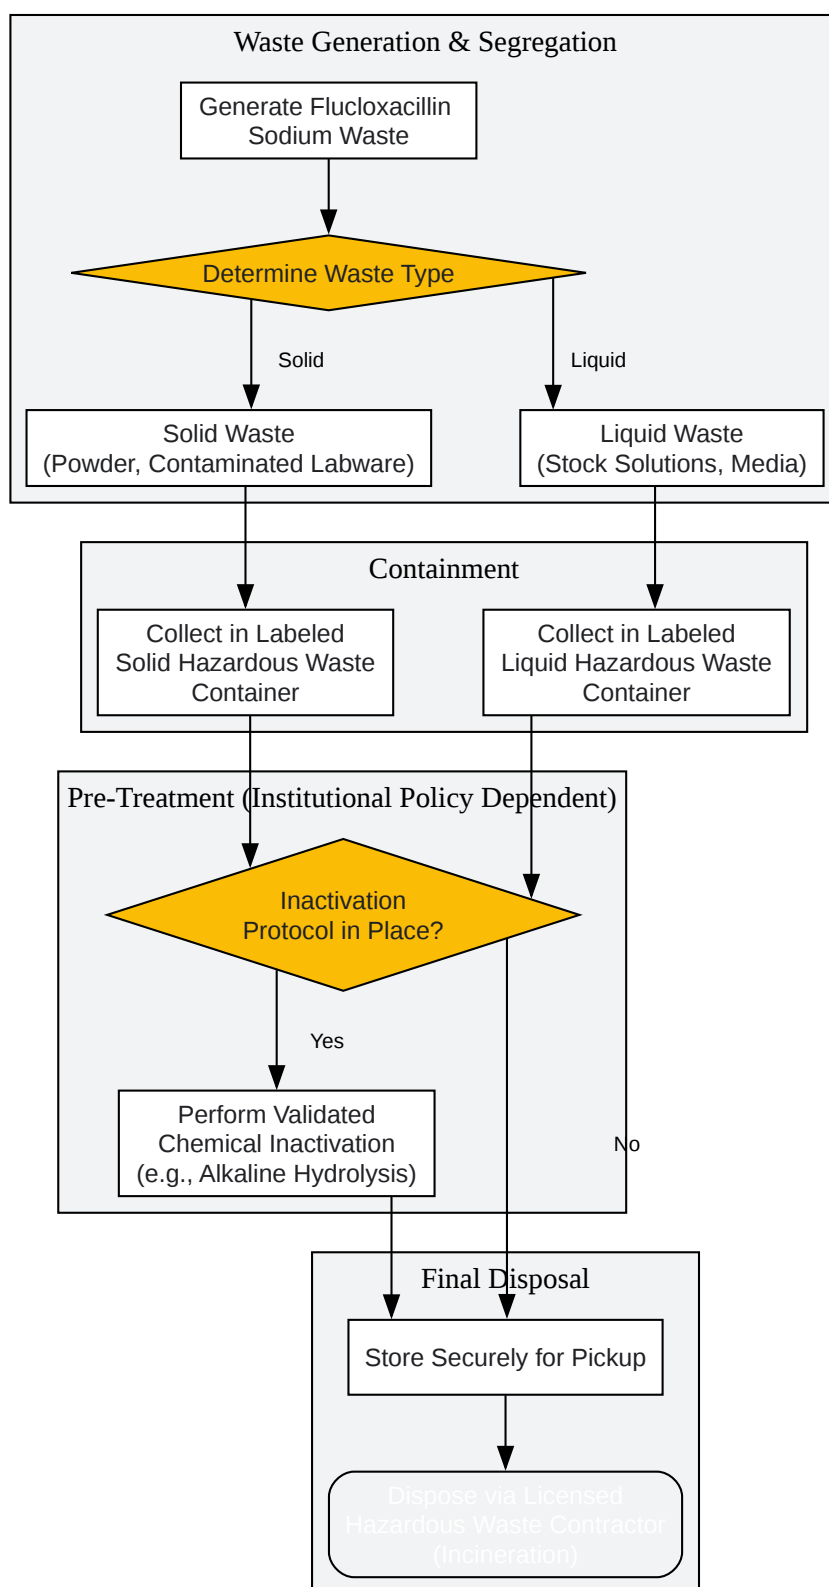 Waste Generation & Segregation
Generate Flucloxacillin
Sodium Waste
Determine Waste Type
Solid
Liquid
Solid Waste
(Powder, Contaminated Labware)
Liquid Waste
(Stock Solutions, Media)
Containment
Collect in Labeled
Solid Hazardous Waste
Container
Collect in Labeled
Liquid Hazardous Waste
Container
Pre-Treatment (Institutional Policy Dependent)
Inactivation
Protocol in Place?
Yes
Perform Validated
Chemical Inactivation
(e.g., Alkaline Hydrolysis)
No
Final Disposal
Store Securely for Pickup
Dispose via Licensed
Hazardous Waste Contractor
(Incineration)